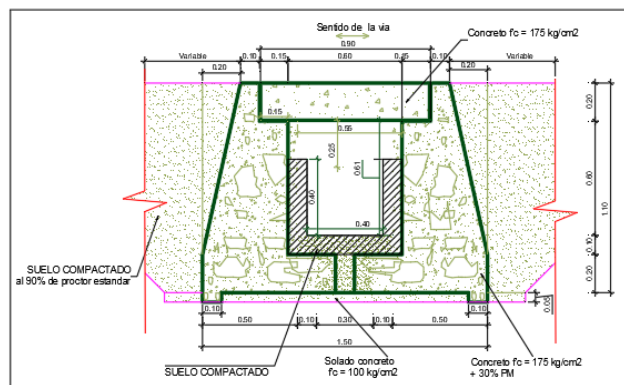 Sentido de la via
0.90
Concreto f'c = 175 kg/cm2
Variable
0.10
0.15
0.60
0.15
0.10
Variable
0.20
0.20
0.15
0.55
0.25
0.61
0.40
0.40
0.20
0.60
1.10
0.10
0.20
0.05
SUELO COMPACTADO
al 90% de proctor estandar
0.10
0.10
0.50
0.10
0.30
0.10
0.50
1.50
SUELO COMPACTADO
Solado concreto
f'c = 100 kg/cm2
Concreto f'c = 175 kg/cm2
+ 30% PM